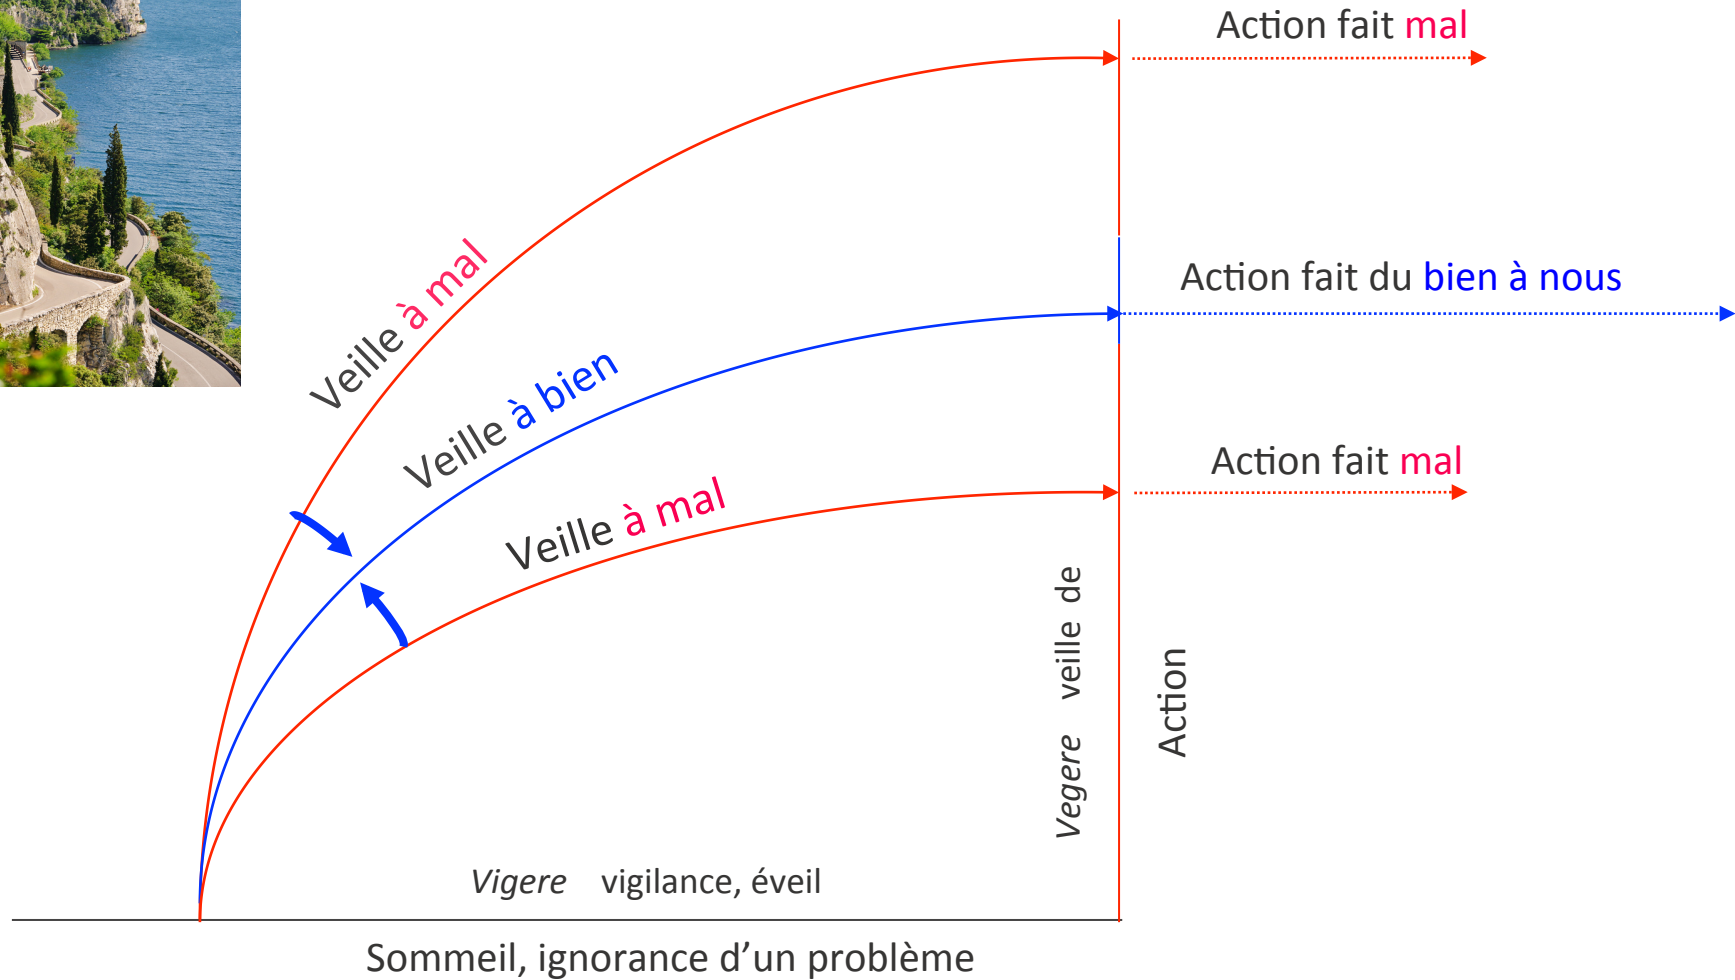 Action fait mal
Veille à mal
Action fait du bien à nous
Veille à bien
Action fait mal
Veille à mal
Vegere veille de
Action
Vigere vigilance, éveil
Sommeil, ignorance d’un problème